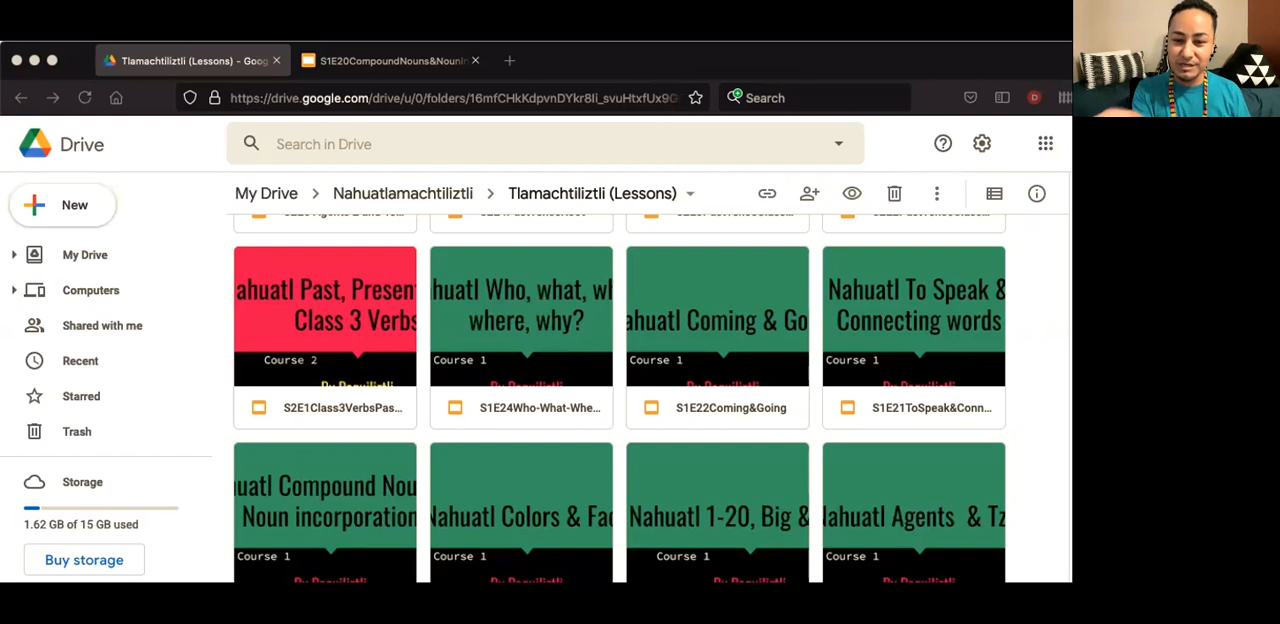 Tlamachtiliztli (Lessons) - Goog
S1E20CompoundNouns&NounIn
https://drive.google.com/drive/u/0/folders/
Search
Drive
Search in Drive
New
My Drive
Nahuatlamachtiliztli
Tlamachtiliztli (Lessons)
My Drive
Computers
Shared with me
Recent
Starred
Trash
Storage
1.62 GB of 15 GB used
Buy storage
ahuatl Past, Presen
Class 3 Verbs
Course 2
S2E1Class3VerbsPas...
huatl Who, what, wh
where, why?
Course 1
S1E24Who-What-Whe...
ahuatl Coming & Go
Course 1
S1E22Coming&Going
Nahuatl To Speak &
Connecting words
Course 1
S1E21ToSpeak&Conn...
uatl Compound Nou
Noun incorporation
Course 1
Nahuatl Colors & Fac
Course 1
Nahuatl 1-20, Big &
Course 1
Nahuatl Agents & Tz
Course 1